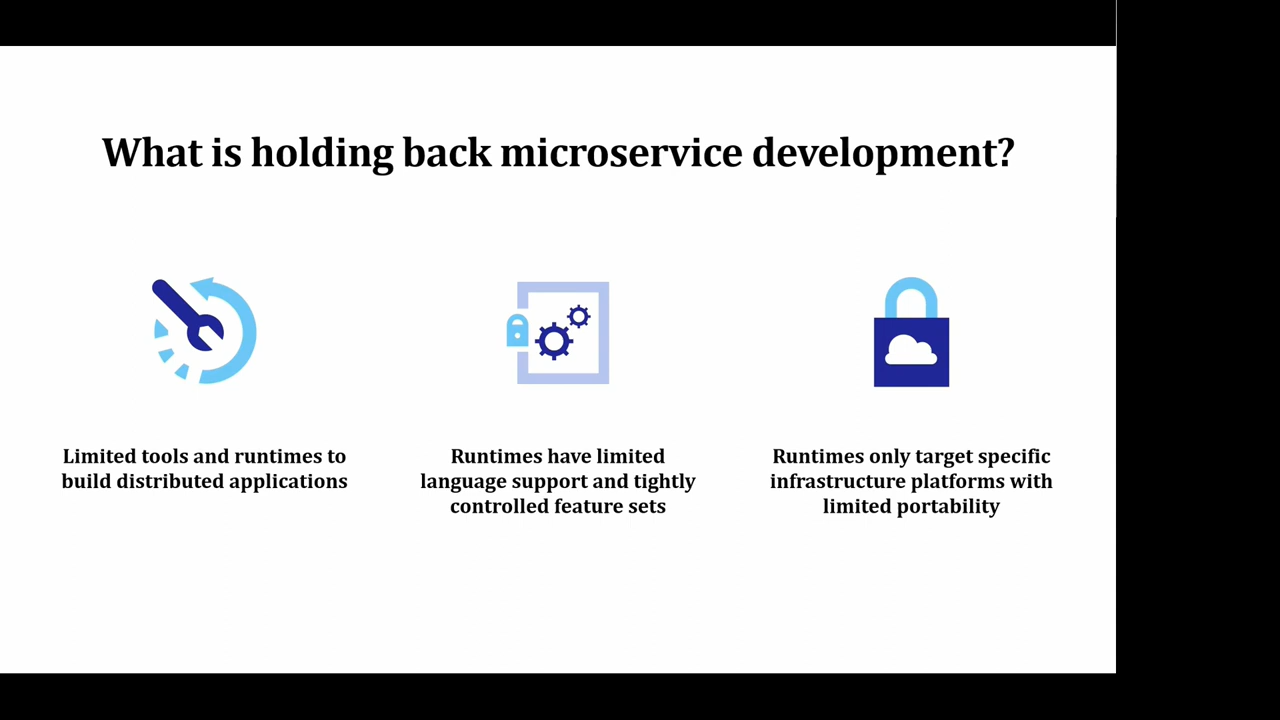 What is holding back microservice development?
Limited tools and runtimes to
build distributed applications
Runtimes have limited
language support and tightly
controlled feature sets
Runtimes only target specific
infrastructure platforms with
limited portability